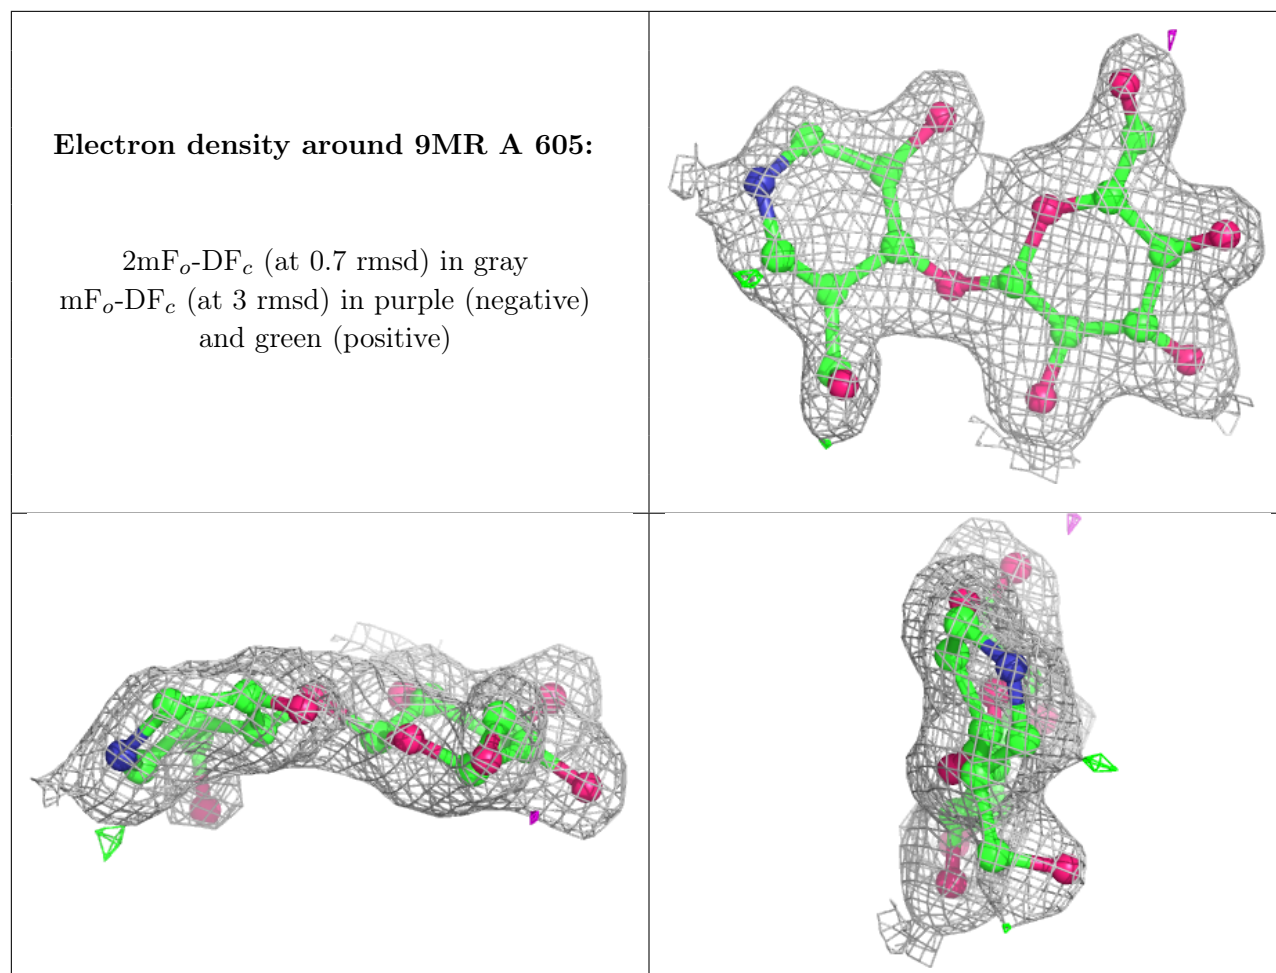 Electron density around 9MR A 605:
2mFo-DFc (at 0.7 rmsd) in gray
mFo-DFc (at 3 rmsd) in purple (negative)
and green (positive)